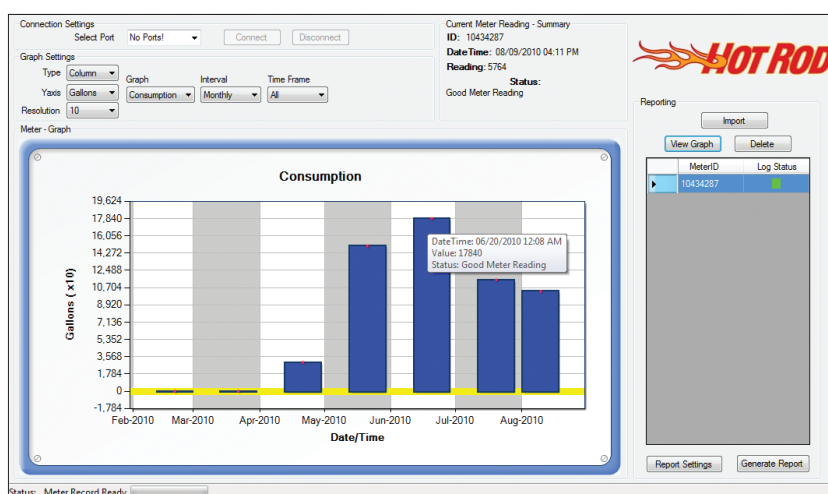 Connection Settings
Select Port No Ports! Connect Disconnect
Graph Settings
Type Column
Yaxis Gallons
Resolution 10
Graph Interval Time Frame
Consumption Monthly All
Current Meter Reading - Summary
ID: 10434287
DateTime: 08/09/2010 04:11 PM
Reading: 5764
Status:
Good Meter Reading
HOT ROD
Reporting
Import
View Graph Delete
MeterID Log Status
10434287
Meter - Graph
Consumption
Gallons ( x10)
19,624
17,840
16,056
14,272
12,488
10,704
8,920
7,136
5,352
3,568
1,784
0
-1,784
DateTime: 06/20/2010 12:08 AM
Value: 17840
Status: Good Meter Reading
Feb-2010 Mar-2010 Apr-2010 May-2010 Jun-2010 Jul-2010 Aug-2010
Date/Time
Report Settings Generate Report
Status: Meter Record Ready